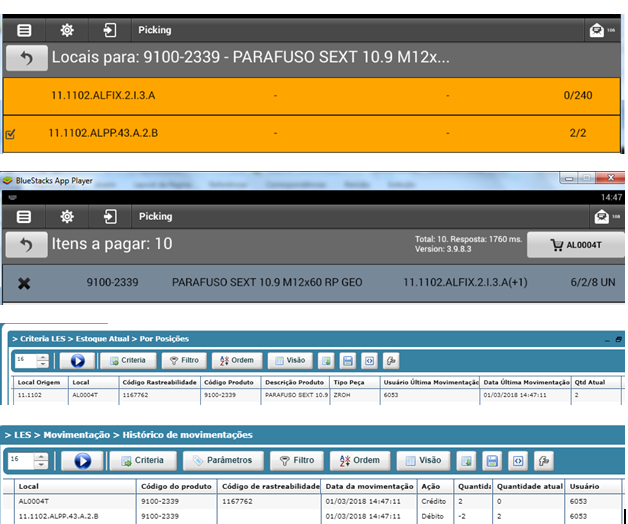 Picking
108
Locais para: 9100-2339 - PARAFUSO SEXT 10.9 M12x...
11.1102.ALFIX.2.I.3.A - - 0/240
11.1102.ALPP.43.A.2.B - - 2/2
BlueStacks App Player
14:47
Picking
Itens a pagar: 10
Total: 10. Resposta: 1760 ms.
Version: 3.9.8.3
AL0004T
9100-2339 PARAFUSO SEXT 10.9 M12x60 RP GEO 11.1102.ALFIX.2.I.3.A(+1) 6/2/8 UN
> Criteria LES > Estoque Atual > Por Posições
16 Criteria Filtro Ordem Visão
Local Origem Local Código Rastreabilidade Código Produto Descrição Produto Tipo Peça Usuário Última Movimentação Data Última Movimentação Qtd Atual
11.1102 AL0004T 1167762 9100-2339 PARAFUSO SEXT 10.9 ZROH 6053 01/03/2018 14:47:11 2
> LES > Movimentação > Histórico de movimentações
16 Criteria Parâmetros Filtro Ordem Visão
Local Código do produto Código de rastreabilidade Data da movimentação Ação Quantida Quantidade atual Usuário
AL0004T 9100-2339 1167762 01/03/2018 14:47:11 Crédito 2 0 6053
11.1102.ALPP.43.A.2.B 9100-2339 01/03/2018 14:47:11 Débito -2 2 6053